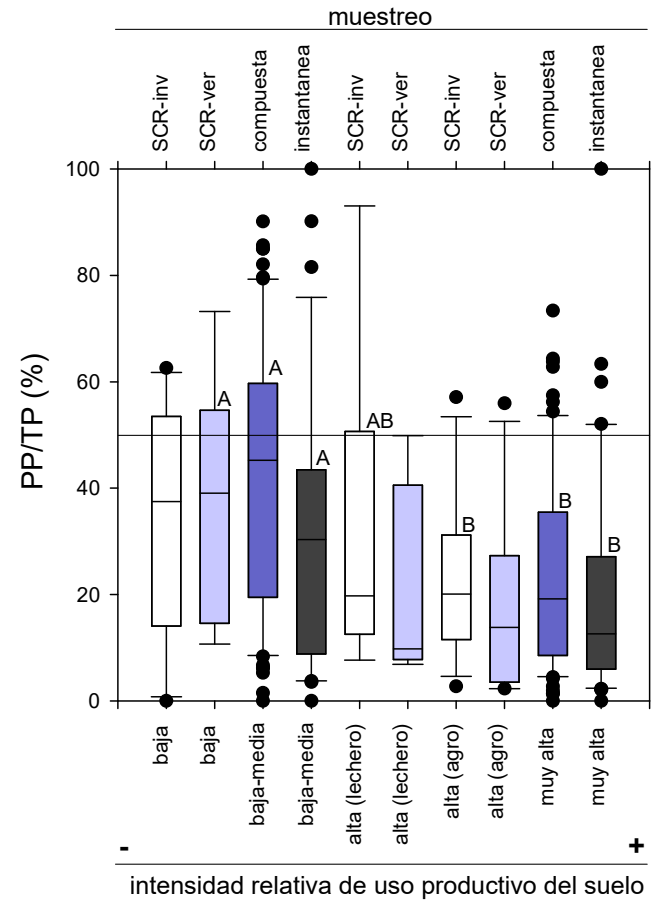 muestreo
SCR-inv
SCR-ver
compuesta
instantanea
SCR-inv
SCR-ver
SCR-inv
SCR-ver
compuesta
instantanea
PP/TP (%)
100
80
60
40
20
0
A
A
A
AB
B
B
B
baja
baja
baja-media
baja-media
alta (lechero)
alta (lechero)
alta (agro)
alta (agro)
muy alta
muy alta
- +
intensidad relativa de uso productivo del suelo